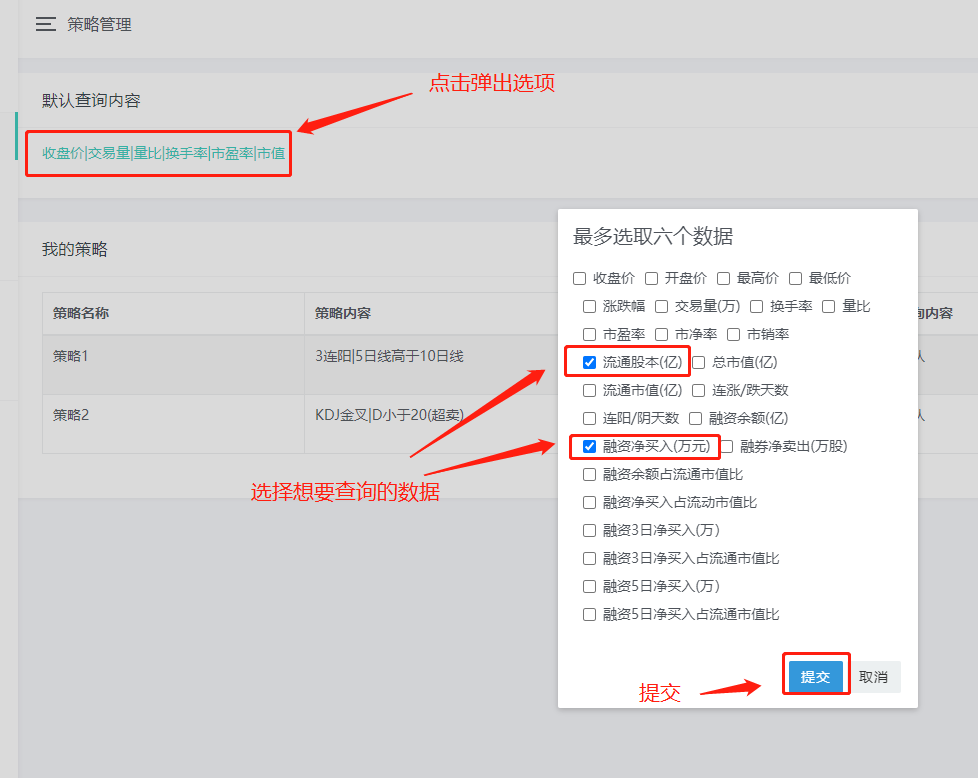 策略管理
点击弹出选项
默认查询内容
收盘价|交易量|量比|换手率|市盈率|市值
我的策略
策略名称 策略内容 内容
策略1 3连阳|5日线高于10日线
策略2 KDJ金叉|D小于20(超卖)
选择想要查询的数据
最多选取六个数据
收盘价 开盘价 最高价 最低价
涨跌幅 交易量(万) 换手率 量比
市盈率 市净率 市销率
流通股本(亿) 总市值(亿)
流通市值(亿) 连涨/跌天数
连阳/阴天数 融资余额(亿)
融资净买入(万元) 融券净卖出(万股)
融资余额占流通市值比
融资净买入占流动市值比
融资3日净买入(万)
融资3日净买入占流通市值比
融资5日净买入(万)
融资5日净买入占流通市值比
提交 取消
提交